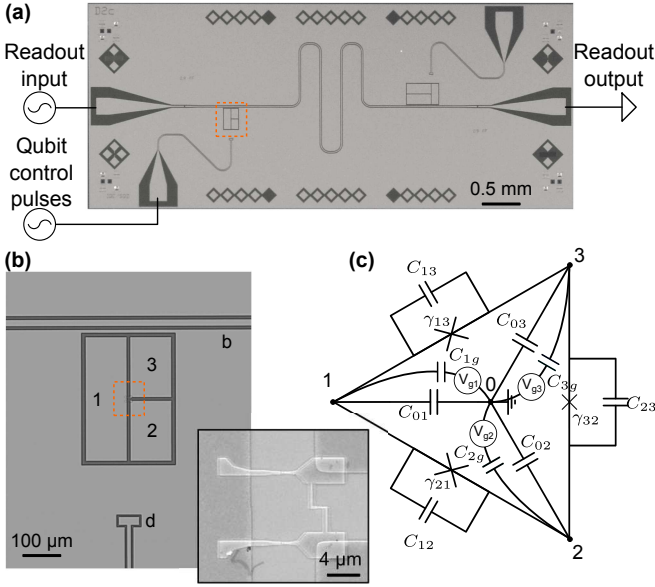 (a)
D2c
Readout
input
Readout
output
Qubit
control
pulses
0.5 mm
(b)
b
1
3
2
d
100 µm
4 µm
(c)
3
C13
γ13
C03
C1g
Vg1
0
Vg3
C3g
1
C01
Vg2
γ32
C23
C2g
C02
γ21
C12
2